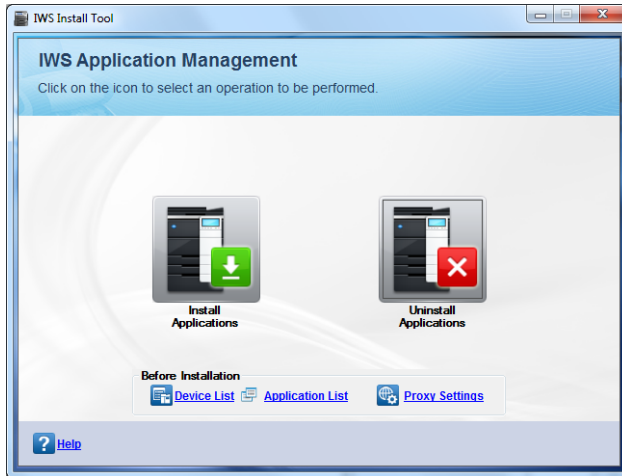 IWS Install Tool
IWS Application Management
Click on the icon to select an operation to be performed.
Install
Applications
Uninstall
Applications
Before Installation
Device List
Application List
Proxy Settings
? Help